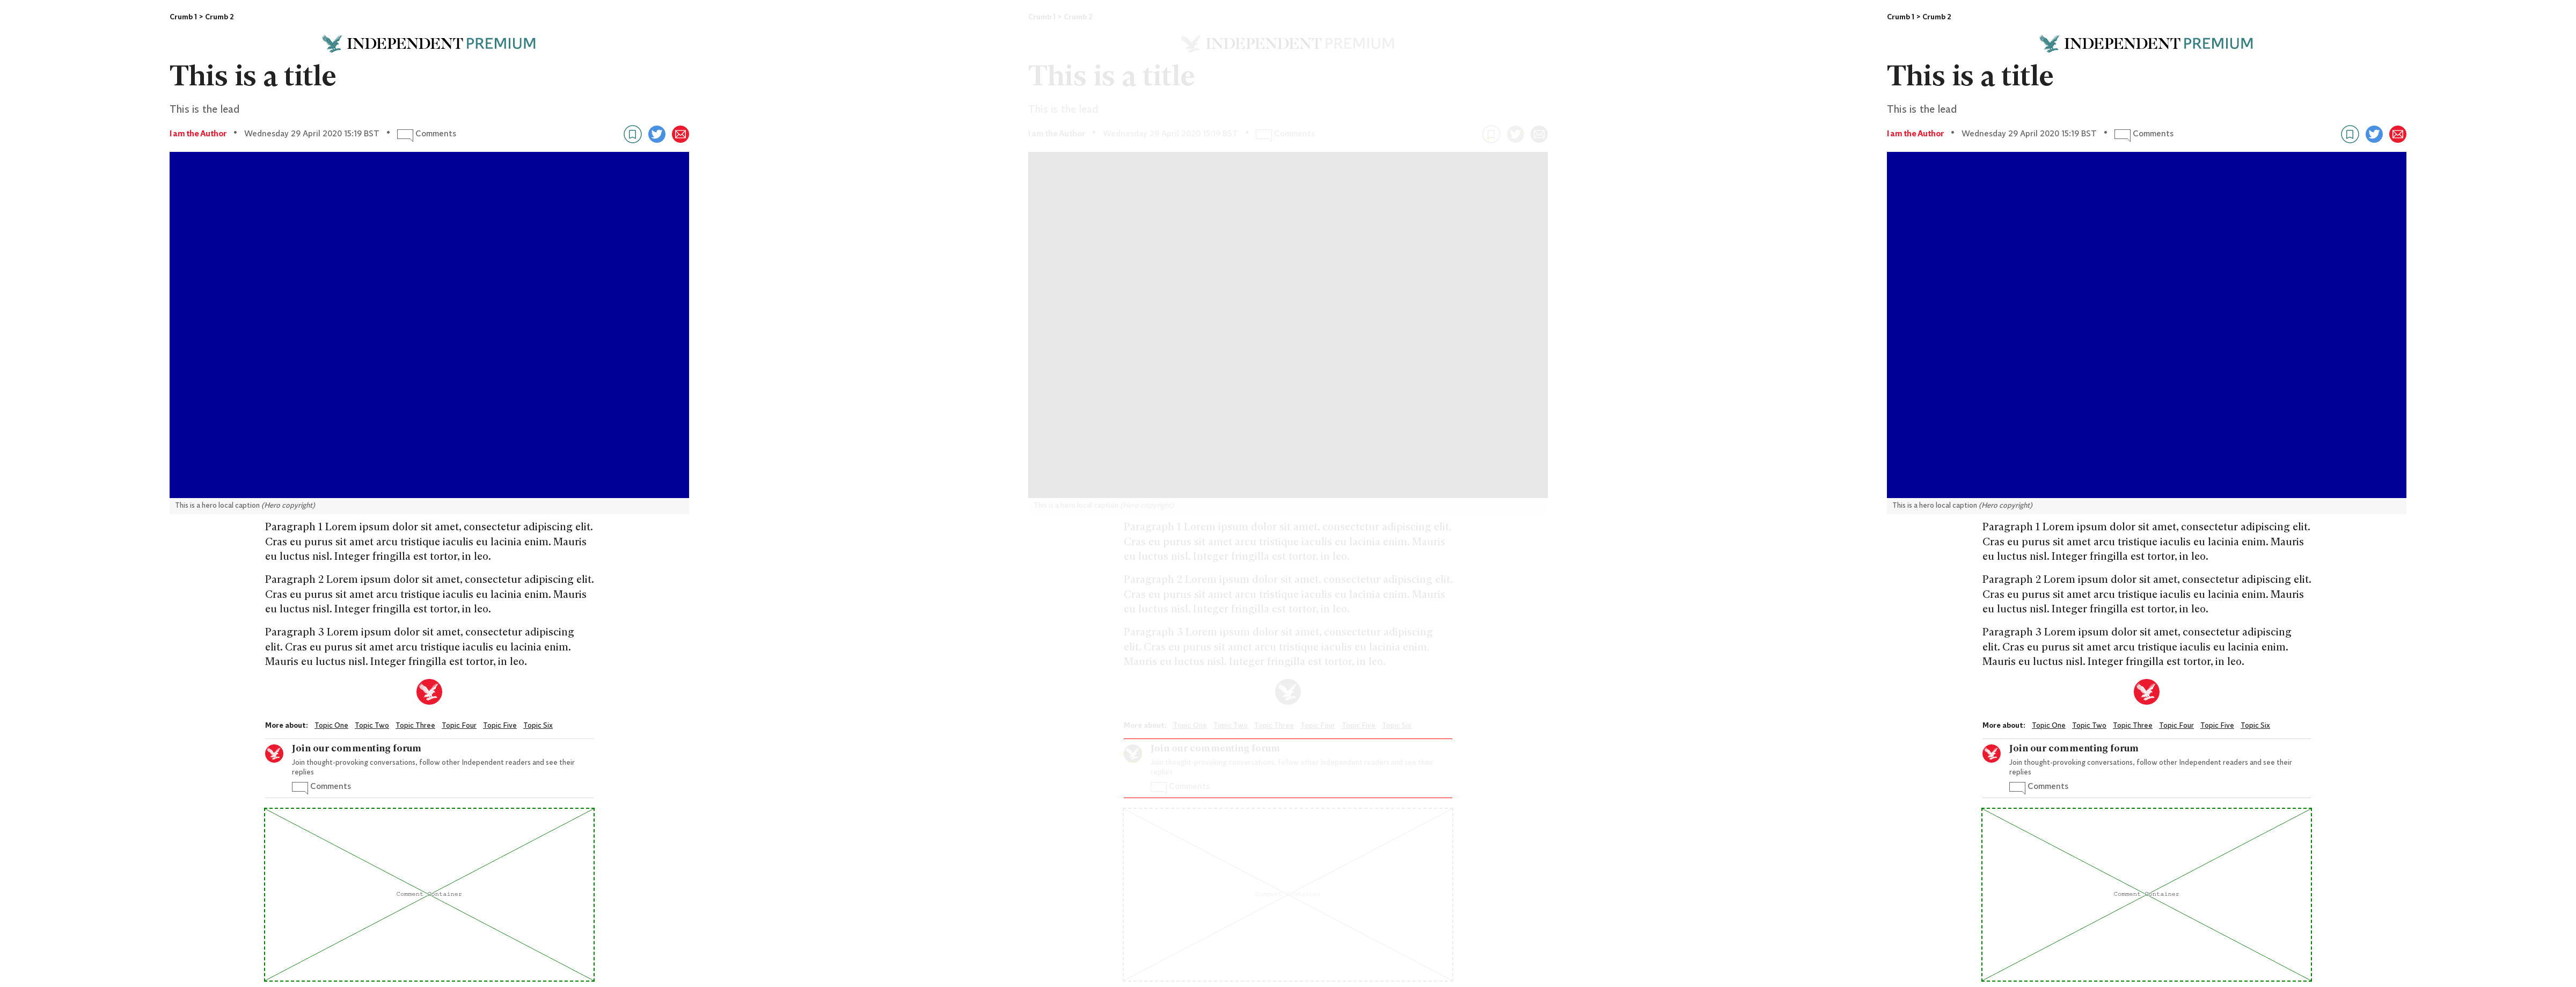 Crumb 1 > Crumb 2
INDEPENDENT PREMIUM
This is a title
This is the lead
I am the Author • Wednesday 29 April 2020 15:19 BST • Comments
This is a hero local caption (Hero copyright)
Paragraph 1 Lorem ipsum dolor sit amet, consectetur adipiscing elit.
Cras eu purus sit amet arcu tristique iaculis eu lacinia enim. Mauris
eu luctus nisl. Integer fringilla est tortor, in leo.
Paragraph 2 Lorem ipsum dolor sit amet, consectetur adipiscing elit.
Cras eu purus sit amet arcu tristique iaculis eu lacinia enim. Mauris
eu luctus nisl. Integer fringilla est tortor, in leo.
Paragraph 3 Lorem ipsum dolor sit amet, consectetur adipiscing
elit. Cras eu purus sit amet arcu tristique iaculis eu lacinia enim.
Mauris eu luctus nisl. Integer fringilla est tortor, in leo.
More about: Topic One Topic Two Topic Three Topic Four Topic Five Topic Six
Join our commenting forum
Join thought-provoking conversations, follow other Independent readers and see their
replies
Comments
Comment Container
Crumb 1 > Crumb 2
INDEPENDENT PREMIUM
This is a title
This is the lead
I am the Author • Wednesday 29 April 2020 15:19 BST • Comments
This is a hero local caption (Hero copyright)
Paragraph 1 Lorem ipsum dolor sit amet, consectetur adipiscing elit.
Cras eu purus sit amet arcu tristique iaculis eu lacinia enim. Mauris
eu luctus nisl. Integer fringilla est tortor, in leo.
Paragraph 2 Lorem ipsum dolor sit amet, consectetur adipiscing elit.
Cras eu purus sit amet arcu tristique iaculis eu lacinia enim. Mauris
eu luctus nisl. Integer fringilla est tortor, in leo.
Paragraph 3 Lorem ipsum dolor sit amet, consectetur adipiscing
elit. Cras eu purus sit amet arcu tristique iaculis eu lacinia enim.
Mauris eu luctus nisl. Integer fringilla est tortor, in leo.
More about: Topic One Topic Two Topic Three Topic Four Topic Five Topic Six
Join our commenting forum
Join thought-provoking conversations, follow other Independent readers and see their
replies
Comments
Crumb 1 > Crumb 2
INDEPENDENT PREMIUM
This is a title
This is the lead
I am the Author • Wednesday 29 April 2020 15:19 BST • Comments
This is a hero local caption (Hero copyright)
Paragraph 1 Lorem ipsum dolor sit amet, consectetur adipiscing elit.
Cras eu purus sit amet arcu tristique iaculis eu lacinia enim. Mauris
eu luctus nisl. Integer fringilla est tortor, in leo.
Paragraph 2 Lorem ipsum dolor sit amet, consectetur adipiscing elit.
Cras eu purus sit amet arcu tristique iaculis eu lacinia enim. Mauris
eu luctus nisl. Integer fringilla est tortor, in leo.
Paragraph 3 Lorem ipsum dolor sit amet, consectetur adipiscing
elit. Cras eu purus sit amet arcu tristique iaculis eu lacinia enim.
Mauris eu luctus nisl. Integer fringilla est tortor, in leo.
More about: Topic One Topic Two Topic Three Topic Four Topic Five Topic Six
Join our commenting forum
Join thought-provoking conversations, follow other Independent readers and see their
replies
Comments
Comment Container